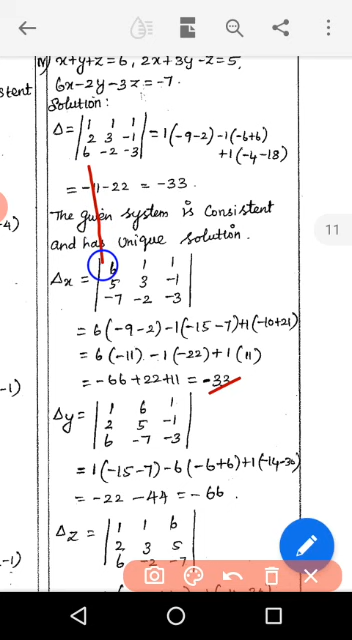 iv) x+y+z=6, 2x+3y-z=5,
6x-2y-3z=-7.
stent
Solution:
Δ= | 1 1 1 |
| 2 3 -1 | = 1(-9-2)-1(-6+6)
| 6 -2 -3 | +1(-4-18)
= -11-22 = -33.
-4)
The given system is consistent
and has unique solution.
11
Δx = | 6 1 1 |
| 5 3 -1 |
| -7 -2 -3 |
= 6(-9-2)-1(-15-7)+1(-10+21)
= 6(-11) -1(-22)+1(11)
= -66+22+11 = -33
-1)
Δy = | 1 6 1 |
| 2 5 -1 |
| 6 -7 -3 |
= 1(-15-7)-6(-6+6)+1(-14-30)
= -22 -44 = -66.
Δz = | 1 1 6 |
| 2 3 5 |
| 6 -2 -7 |
-1)